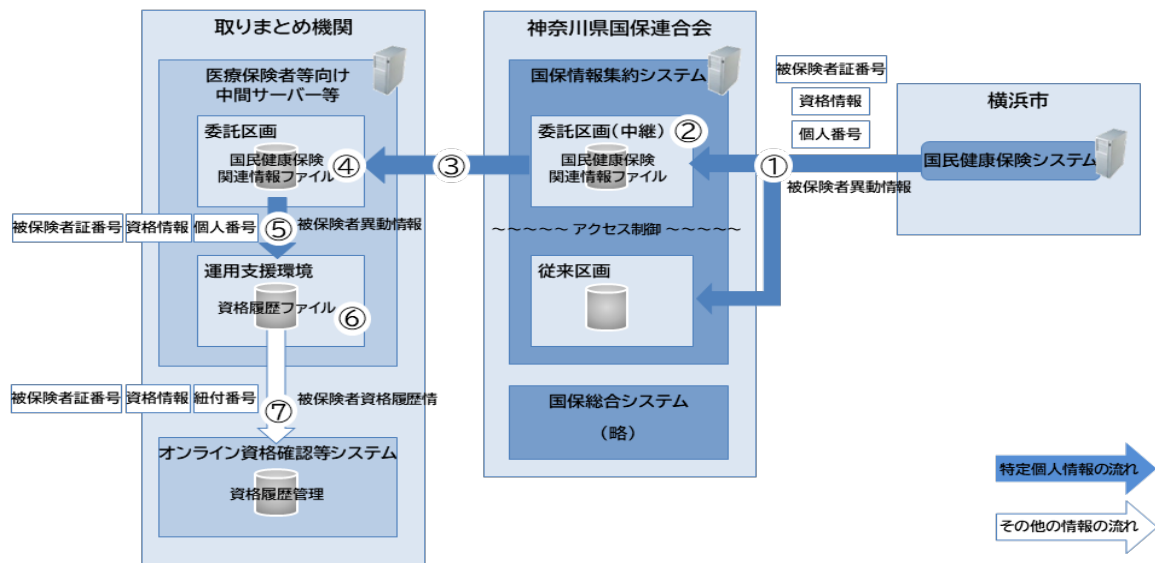 取りまとめ機関
医療保険者等向け
中間サーバー等
委託区画
国民健康保険
関連情報ファイル
④
③
被保険者証番号
資格情報
個人番号
⑤
被保険者異動情報
運用支援環境
資格履歴ファイル
⑥
被保険者証番号
資格情報
紐付番号
⑦
被保険者資格履歴情
オンライン資格確認等システム
資格履歴管理
神奈川県国保連合会
国保情報集約システム
委託区画(中継)
②
国民健康保険
関連情報ファイル
～～～～～ アクセス制御 ～～～～～
従来区画
国保総合システム
(略)
被保険者証番号
資格情報
個人番号
①
被保険者異動情報
横浜市
国民健康保険システム
特定個人情報の流れ
その他の情報の流れ